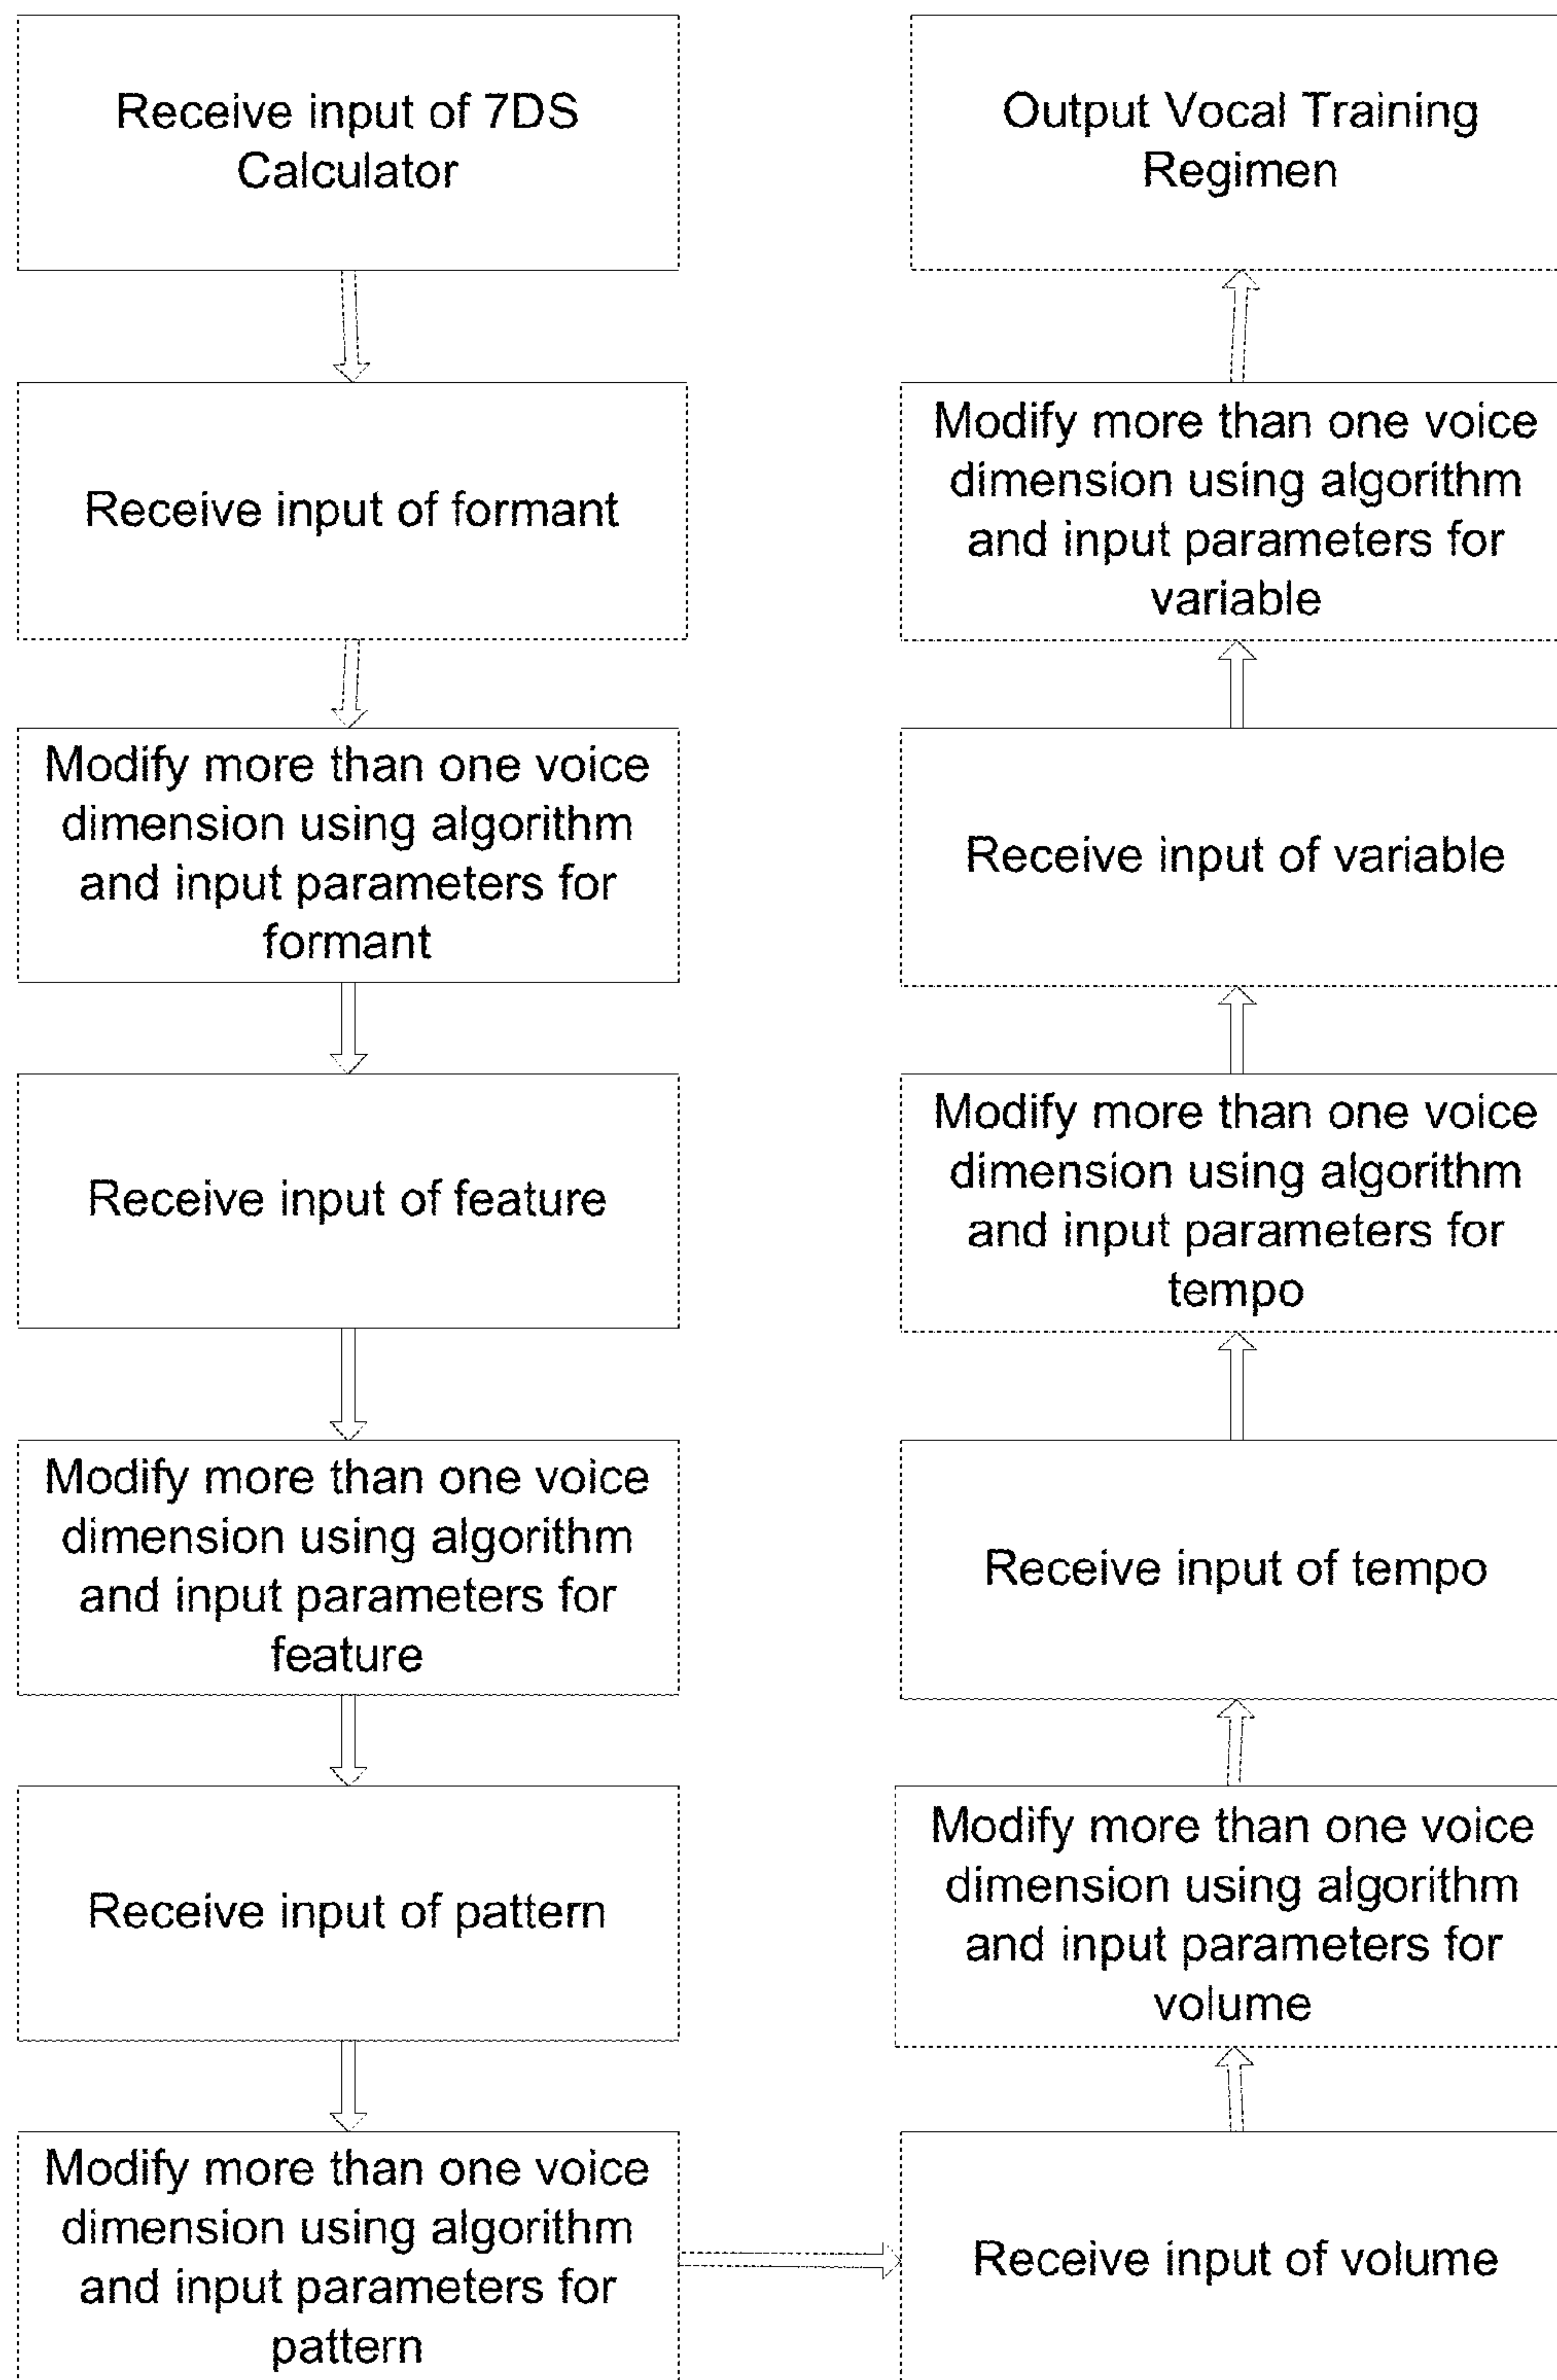 Receive input of 7DS
Calculator
Receive input of formant
Modify more than one voice
dimension using algorithm
and input parameters for
formant
Receive input of feature
Modify more than one voice
dimension using algorithm
and input parameters for
feature
Receive input of pattern
Modify more than one voice
dimension using algorithm
and input parameters for
pattern
Receive input of volume
Modify more than one voice
dimension using algorithm
and input parameters for
volume
Receive input of tempo
Modify more than one voice
dimension using algorithm
and input parameters for
tempo
Receive input of variable
Modify more than one voice
dimension using algorithm
and input parameters for
variable
Output Vocal Training
Regimen